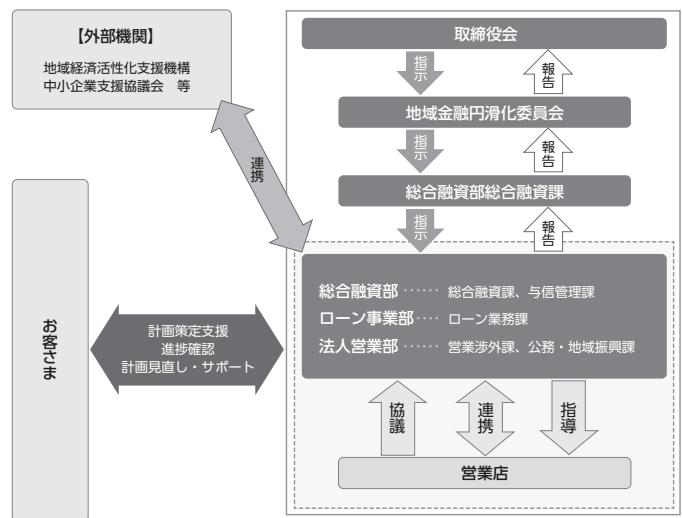 【外部機関】
地域経済活性化支援機構
中小企業支援協議会　等
取締役会
指示
報告
地域金融円滑化委員会
指示
報告
連携
総合融資部総合融資課
指示
報告
総合融資部 ‥‥‥ 総合融資課、与信管理課
ローン事業部 ‥‥ ローン業務課
法人営業部 ‥‥‥ 営業渉外課、公務・地域振興課
お客さま
計画策定支援
進捗確認
計画見直し・サポート
協議
連携
指導
営業店